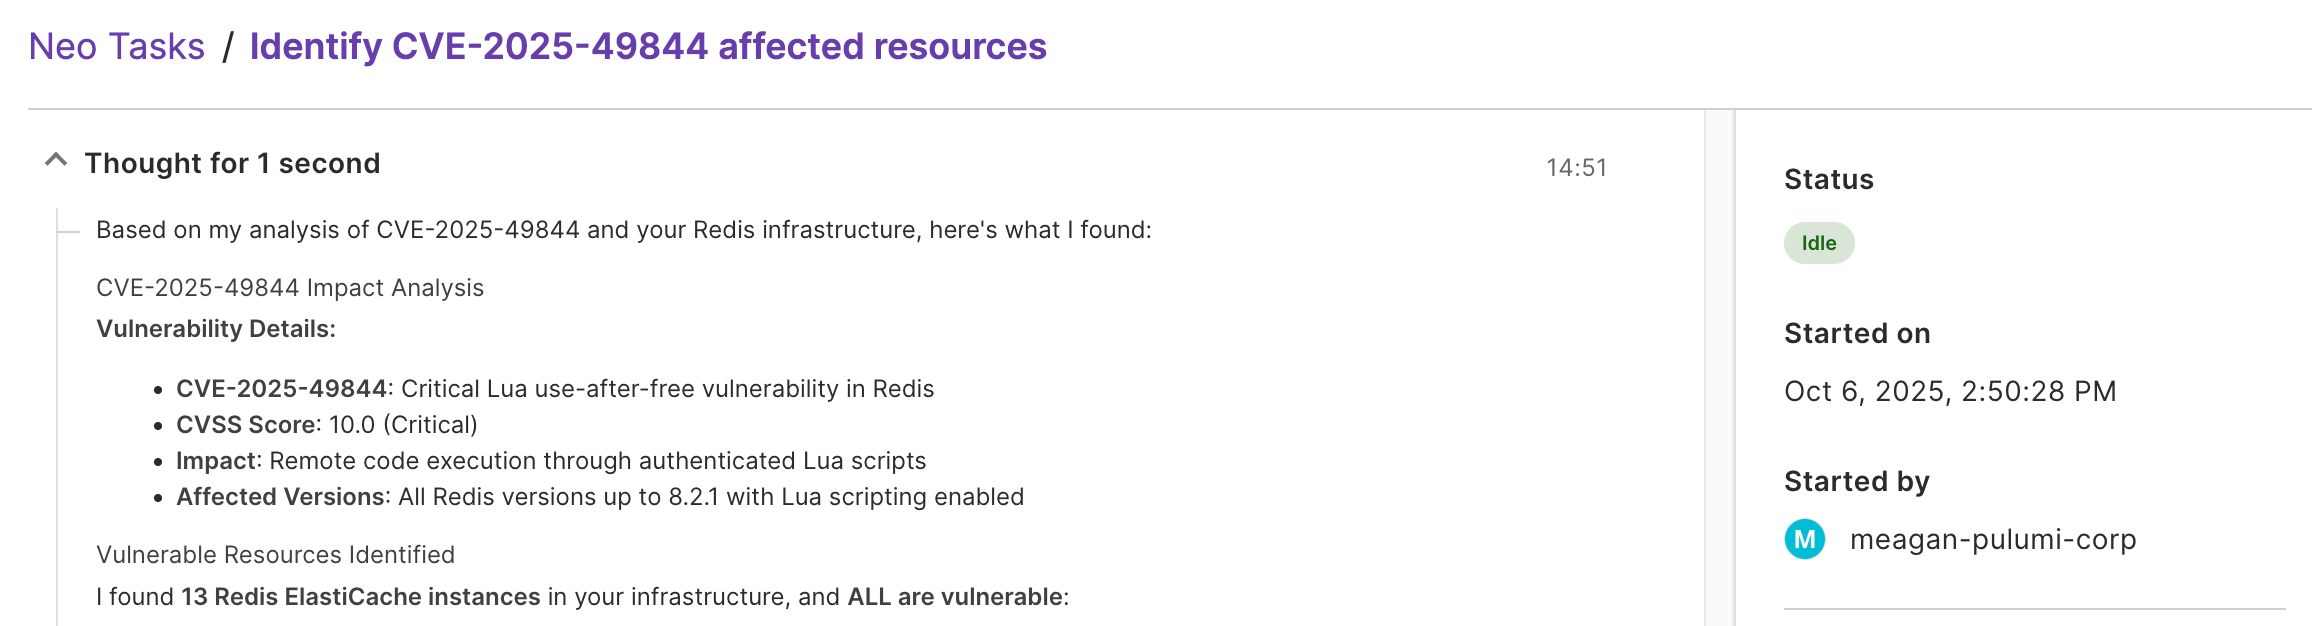 Neo Tasks / Identify CVE-2025-49844 affected resources
Thought for 1 second
14:51
Based on my analysis of CVE-2025-49844 and your Redis infrastructure, here's what I found:
CVE-2025-49844 Impact Analysis
Vulnerability Details:
• CVE-2025-49844: Critical Lua use-after-free vulnerability in Redis
• CVSS Score: 10.0 (Critical)
• Impact: Remote code execution through authenticated Lua scripts
• Affected Versions: All Redis versions up to 8.2.1 with Lua scripting enabled
Vulnerable Resources Identified
I found 13 Redis ElastiCache instances in your infrastructure, and ALL are vulnerable:
Status
Idle
Started on
Oct 6, 2025, 2:50:28 PM
Started by
M meagan-pulumi-corp